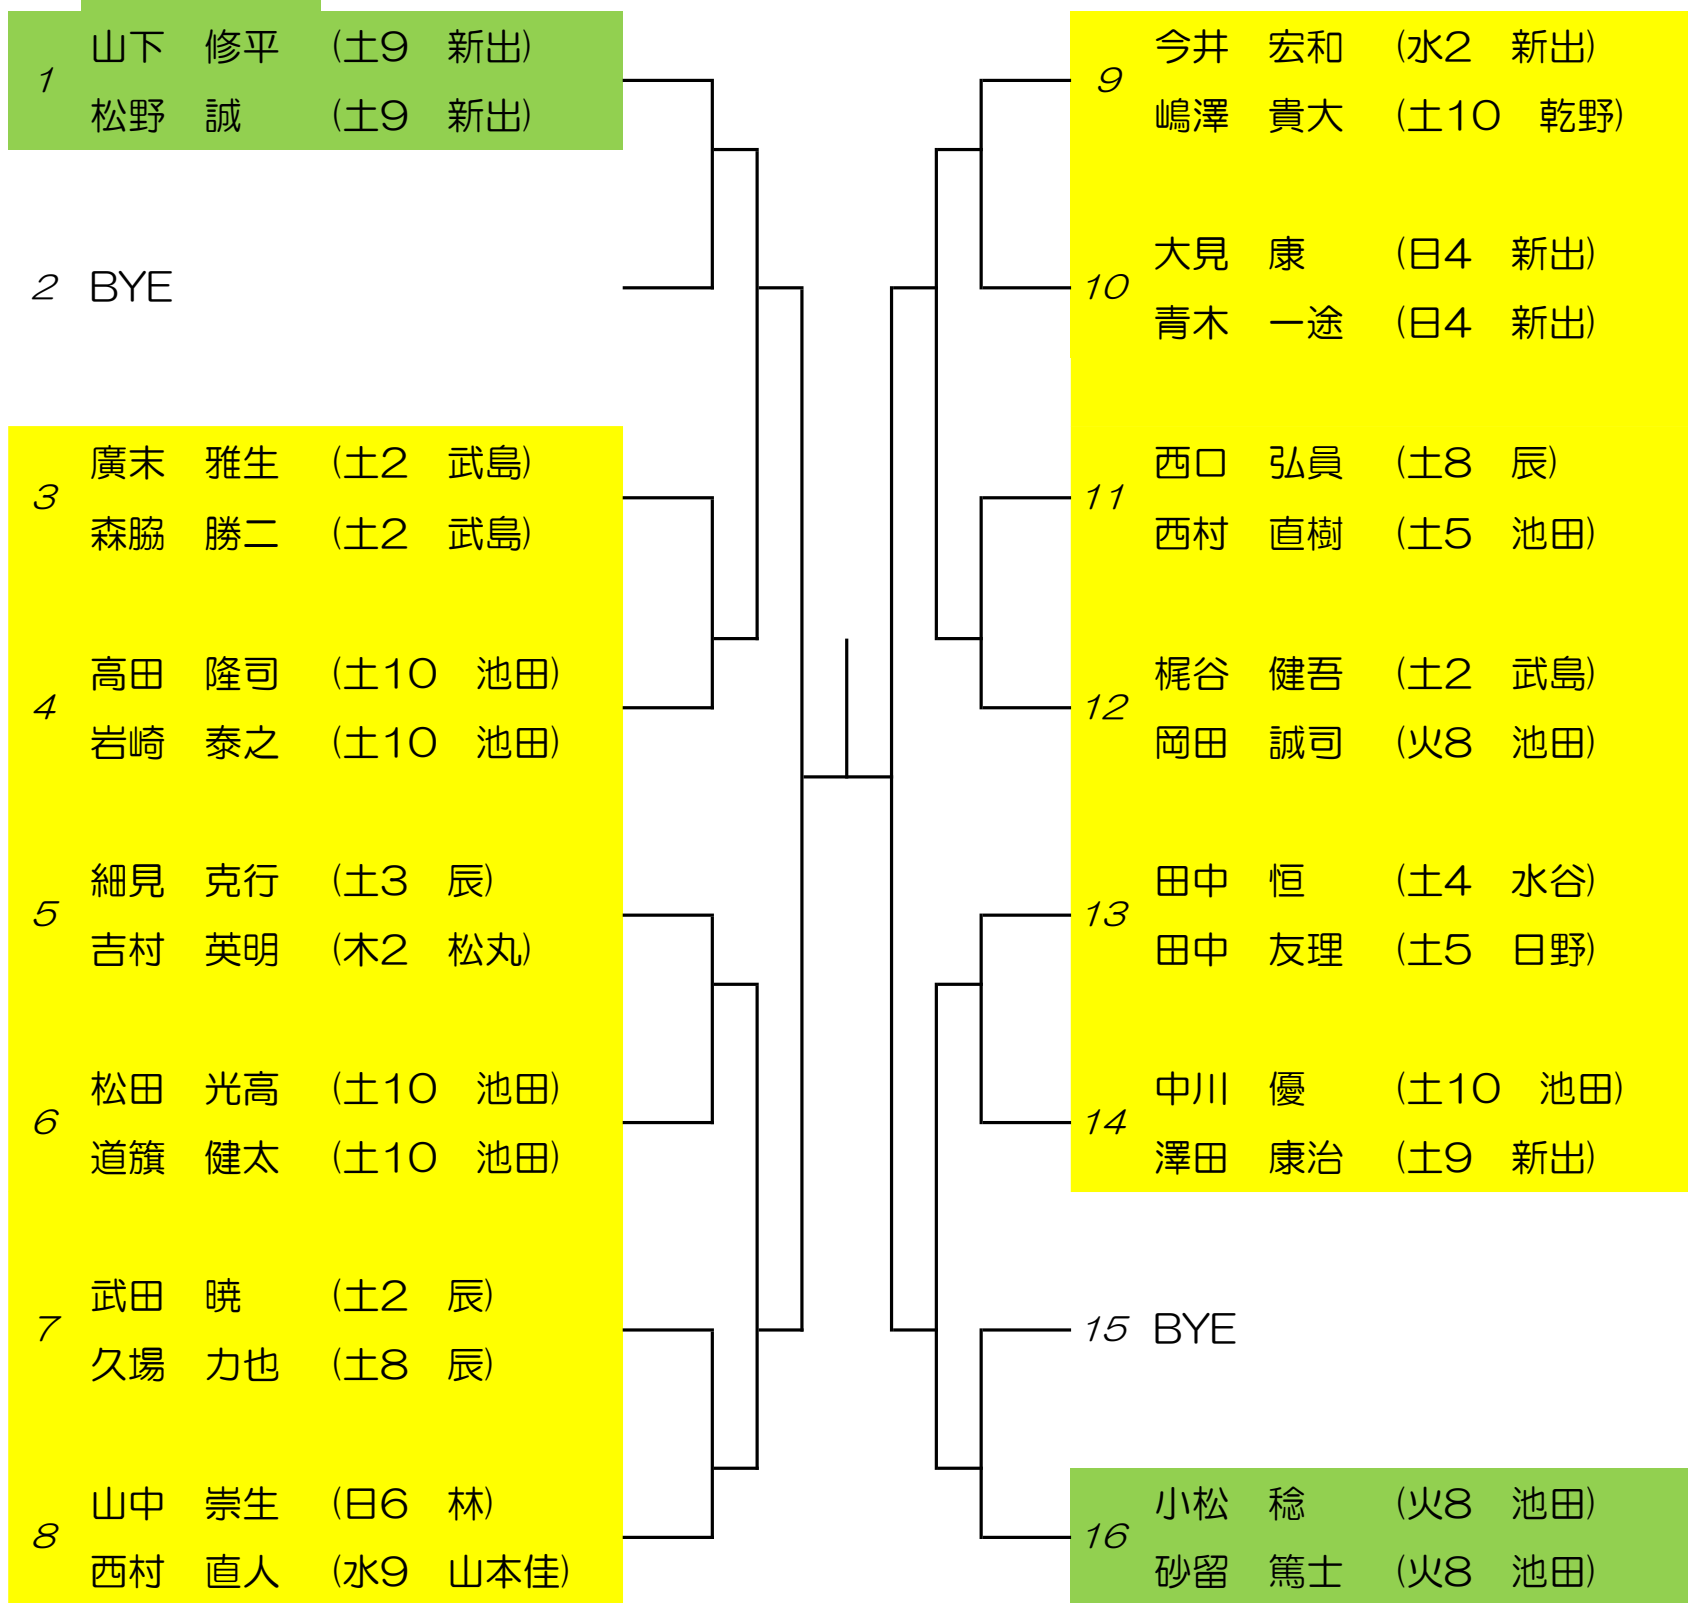 1
山下 修平 (土9 新出)
松野 誠 (土9 新出)
2 BYE
3
廣末 雅生 (土2 武島)
森脇 勝二 (土2 武島)
4
高田 隆司 (土10 池田)
岩崎 泰之 (土10 池田)
5
細見 克行 (土3 辰)
吉村 英明 (木2 松丸)
6
松田 光高 (土10 池田)
道籏 健太 (土10 池田)
7
武田 暁 (土2 辰)
久場 力也 (土8 辰)
8
山中 崇生 (日6 林)
西村 直人 (水9 山本佳)
9
今井 宏和 (水2 新出)
嶋澤 貴大 (土10 乾野)
10
大見 康 (日4 新出)
青木 一途 (日4 新出)
11
西口 弘員 (土8 辰)
西村 直樹 (土5 池田)
12
梶谷 健吾 (土2 武島)
岡田 誠司 (火8 池田)
13
田中 恒 (土4 水谷)
田中 友理 (土5 日野)
14
中川 優 (土10 池田)
澤田 康治 (土9 新出)
15 BYE
16
小松 稔 (火8 池田)
砂留 篤士 (火8 池田)